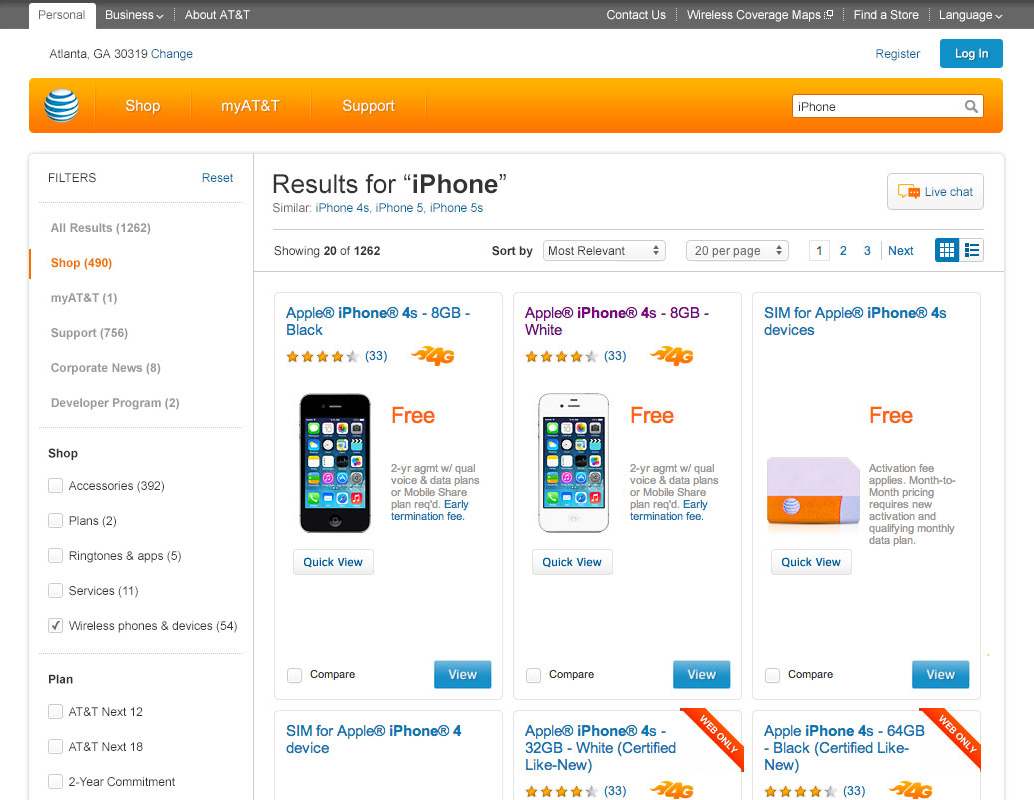 Personal Business About AT&T Contact Us Wireless Coverage Maps Find a Store Language
Atlanta, GA 30319 Change Register Log In
Shop myAT&T Support iPhone
FILTERS Reset
All Results (1262)
Shop (490)
myAT&T (1)
Support (756)
Corporate News (8)
Developer Program (2)
Shop
Accessories (392)
Plans (2)
Ringtones & apps (5)
Services (11)
Wireless phones & devices (54)
Plan
AT&T Next 12
AT&T Next 18
2-Year Commitment
Results for “iPhone”
Live chat
Similar: iPhone 4s, iPhone 5, iPhone 5s
Showing 20 of 1262 Sort by Most Relevant 20 per page 1 2 3 Next
Apple® iPhone® 4s - 8GB -
Black
(33) 4G
Free
2-yr agmt w/ qual
voice & data plans
or Mobile Share
plan req'd. Early
termination fee.
Quick View
Compare View
Apple® iPhone® 4s - 8GB -
White
(33) 4G
Free
2-yr agmt w/ qual
voice & data plans
or Mobile Share
plan req'd. Early
termination fee.
Quick View
Compare View
SIM for Apple® iPhone® 4s
devices
Free
Activation fee
applies. Month-to-
Month pricing
requires new
activation and
qualifying monthly
data plan.
Quick View
Compare View
SIM for Apple® iPhone® 4
device
Apple® iPhone® 4s -
32GB - White (Certified
Like-New)
WEB ONLY
(33) 4G
Apple iPhone 4s - 64GB
- Black (Certified Like-
New)
WEB ONLY
(33) 4G